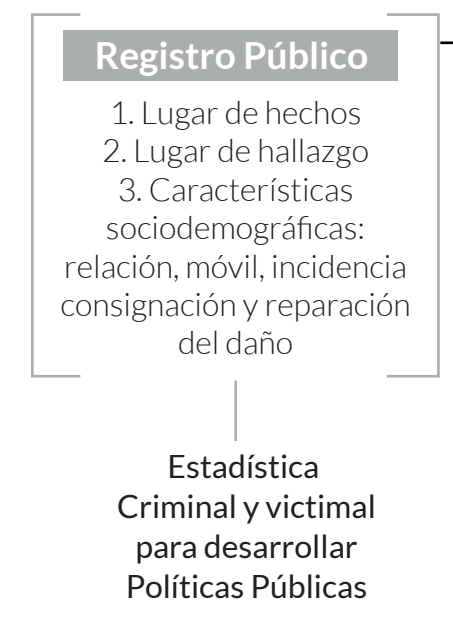 Registro Público
1. Lugar de hechos
2. Lugar de hallazgo
3. Características
sociodemográficas:
relación, móvil, incidencia
consignación y reparación
del daño
Estadística
Criminal y victimal
para desarrollar
Políticas Públicas